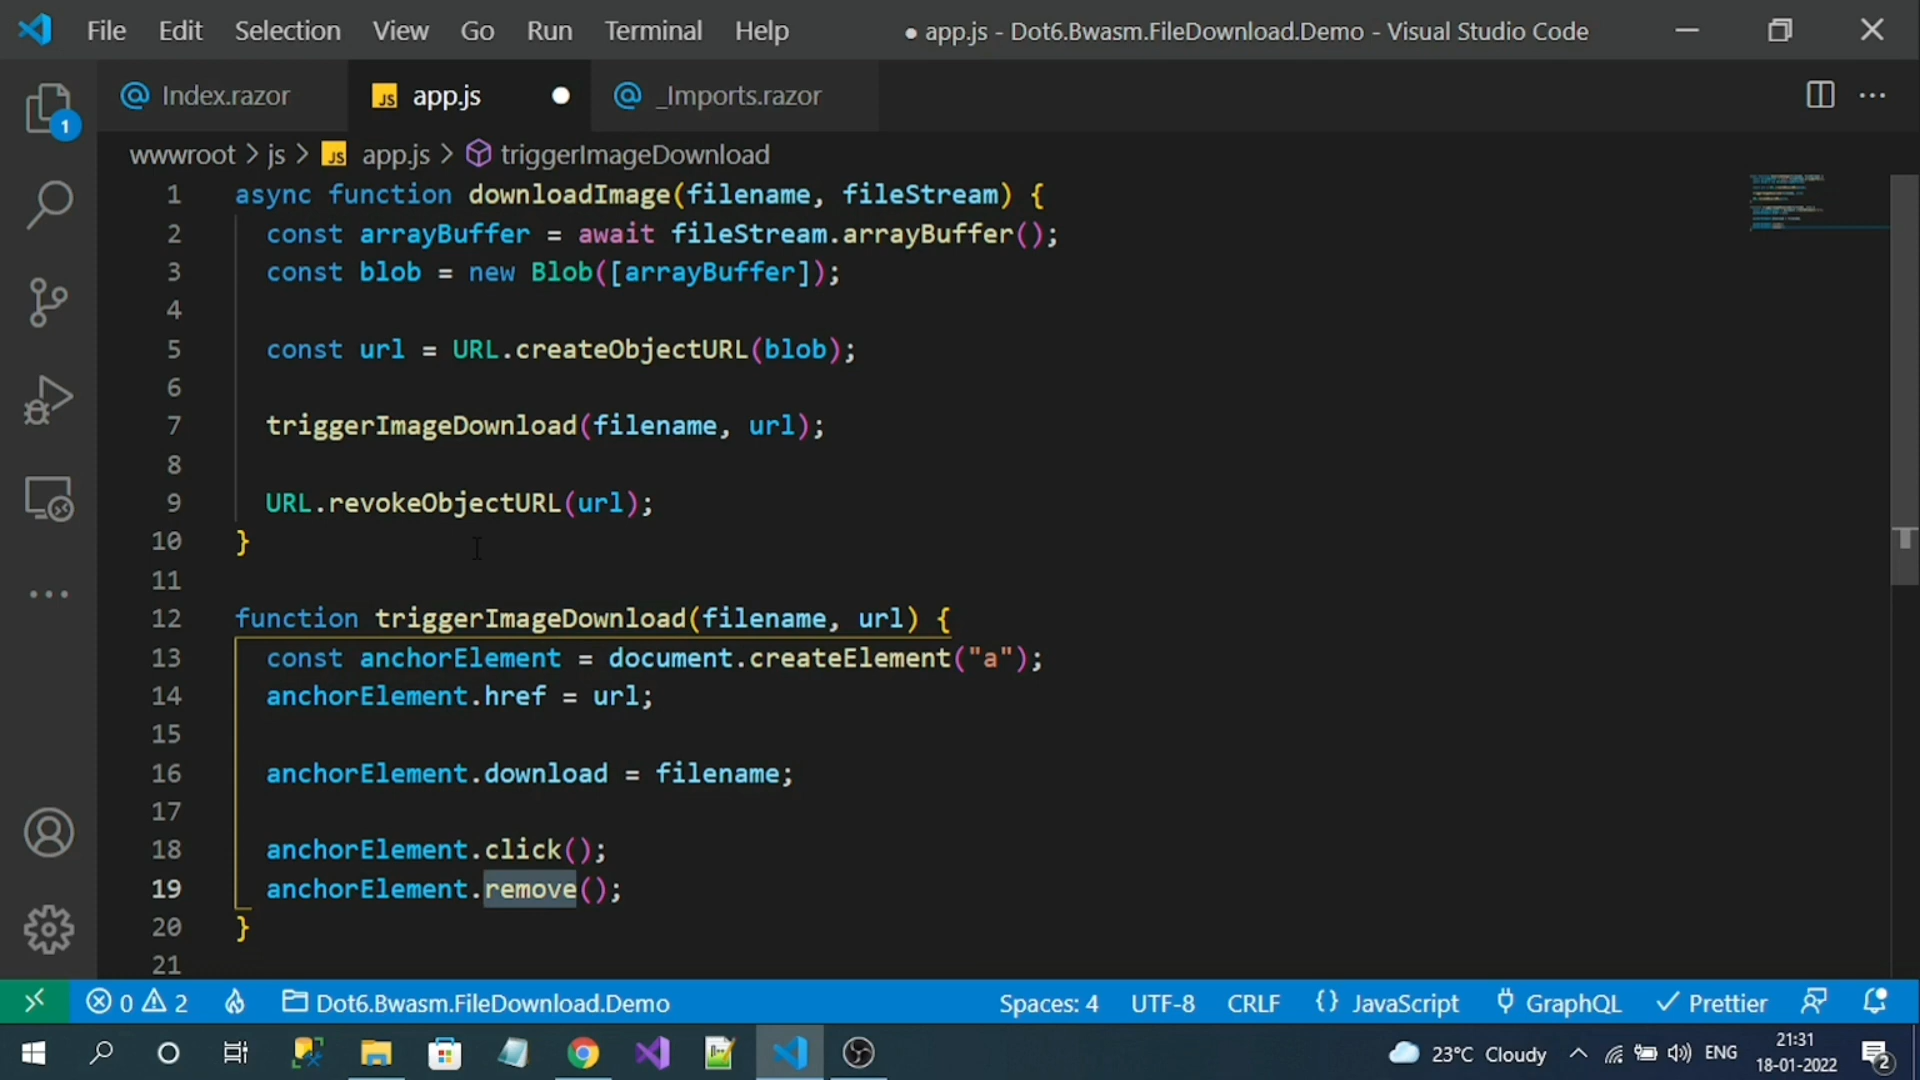 File Edit Selection View Go Run Terminal Help ● app.js - Dot6.Bwasm.FileDownload.Demo - Visual Studio Code
Index.razor JS app.js _Imports.razor
wwwroot > js > JS app.js > triggerImageDownload
1
1 async function downloadImage(filename, fileStream) {
2 const arrayBuffer = await fileStream.arrayBuffer();
3 const blob = new Blob([arrayBuffer]);
4
5 const url = URL.createObjectURL(blob);
6
7 triggerImageDownload(filename, url);
8
9 URL.revokeObjectURL(url);
10 }
11
12 function triggerImageDownload(filename, url) {
13 const anchorElement = document.createElement("a");
14 anchorElement.href = url;
15
16 anchorElement.download = filename;
17
18 anchorElement.click();
19 anchorElement.remove();
20 }
21
0 2 Dot6.Bwasm.FileDownload.Demo Spaces: 4 UTF-8 CRLF {} JavaScript GraphQL Prettier
23°C Cloudy ENG 21:31
18-01-2022 2